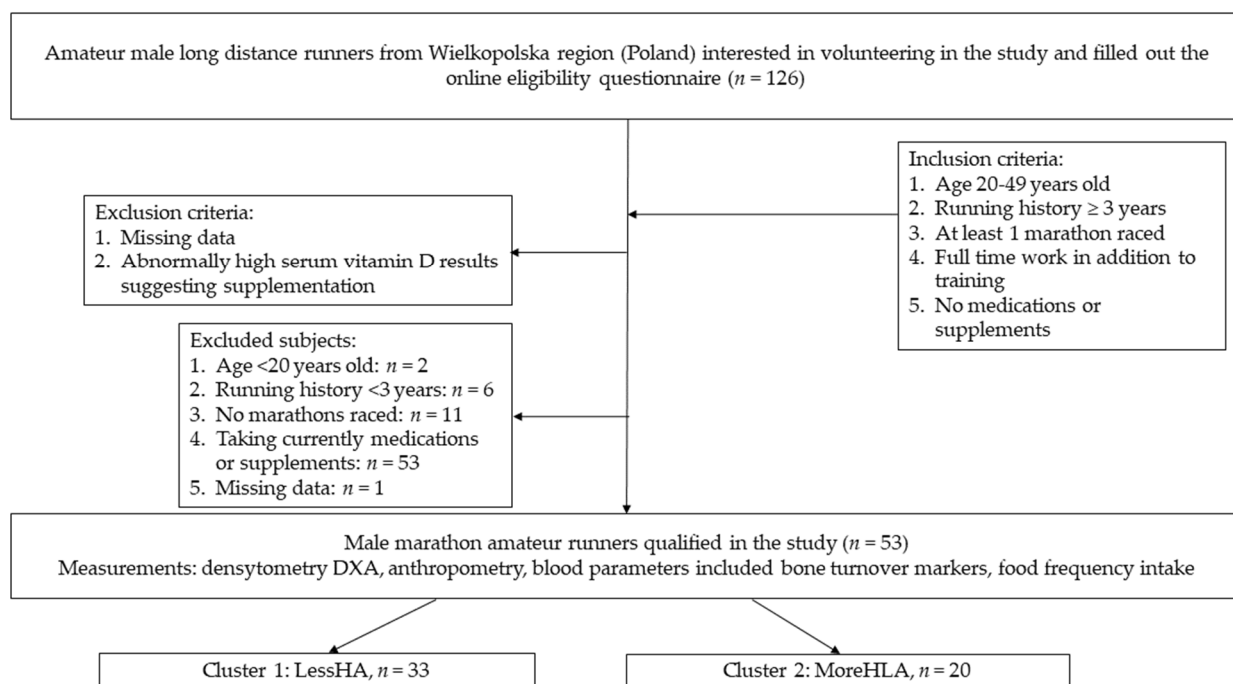 Amateur male long distance runners from Wielkopolska region (Poland) interested in volunteering in the study and filled out the
online eligibility questionnaire (n = 126)
Inclusion criteria:
1. Age 20-49 years old
2. Running history ≥ 3 years
3. At least 1 marathon raced
4. Full time work in addition to
training
5. No medications or
supplements
Exclusion criteria:
1. Missing data
2. Abnormally high serum vitamin D results
suggesting supplementation
Excluded subjects:
1. Age <20 years old: n = 2
2. Running history <3 years: n = 6
3. No marathons raced: n = 11
4. Taking currently medications
or supplements: n = 53
5. Missing data: n = 1
Male marathon amateur runners qualified in the study (n = 53)
Measurements: densytometry DXA, anthropometry, blood parameters included bone turnover markers, food frequency intake
Cluster 1: LessHA, n = 33
Cluster 2: MoreHLA, n = 20